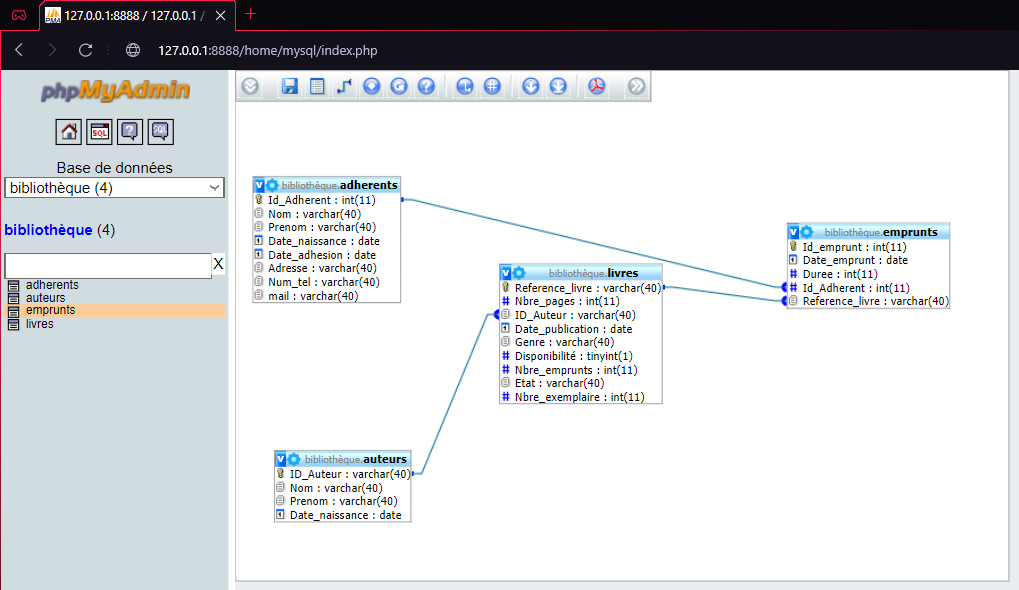 127.0.0.1:8888 / 127.0.0.1 /
127.0.0.1:8888/home/mysql/index.php
phpMyAdmin
SQL
?
SQL
Base de données
bibliothèque (4)
bibliothèque (4)
X
adherents
auteurs
emprunts
livres
bibliothèque.adherents
Id_Adherent : int(11)
Nom : varchar(40)
Prenom : varchar(40)
Date_naissance : date
Date_adhesion : date
Adresse : varchar(40)
Num_tel : varchar(40)
mail : varchar(40)
bibliothèque.livres
Reference_livre : varchar(40)
Nbre_pages : int(11)
ID_Auteur : varchar(40)
Date_publication : date
Genre : varchar(40)
Disponibilité : tinyint(1)
Nbre_emprunts : int(11)
Etat : varchar(40)
Nbre_exemplaire : int(11)
bibliothèque.emprunts
Id_emprunt : int(11)
Date_emprunt : date
Duree : int(11)
Id_Adherent : int(11)
Reference_livre : varchar(40)
bibliothèque.auteurs
ID_Auteur : varchar(40)
Nom : varchar(40)
Prenom : varchar(40)
Date_naissance : date